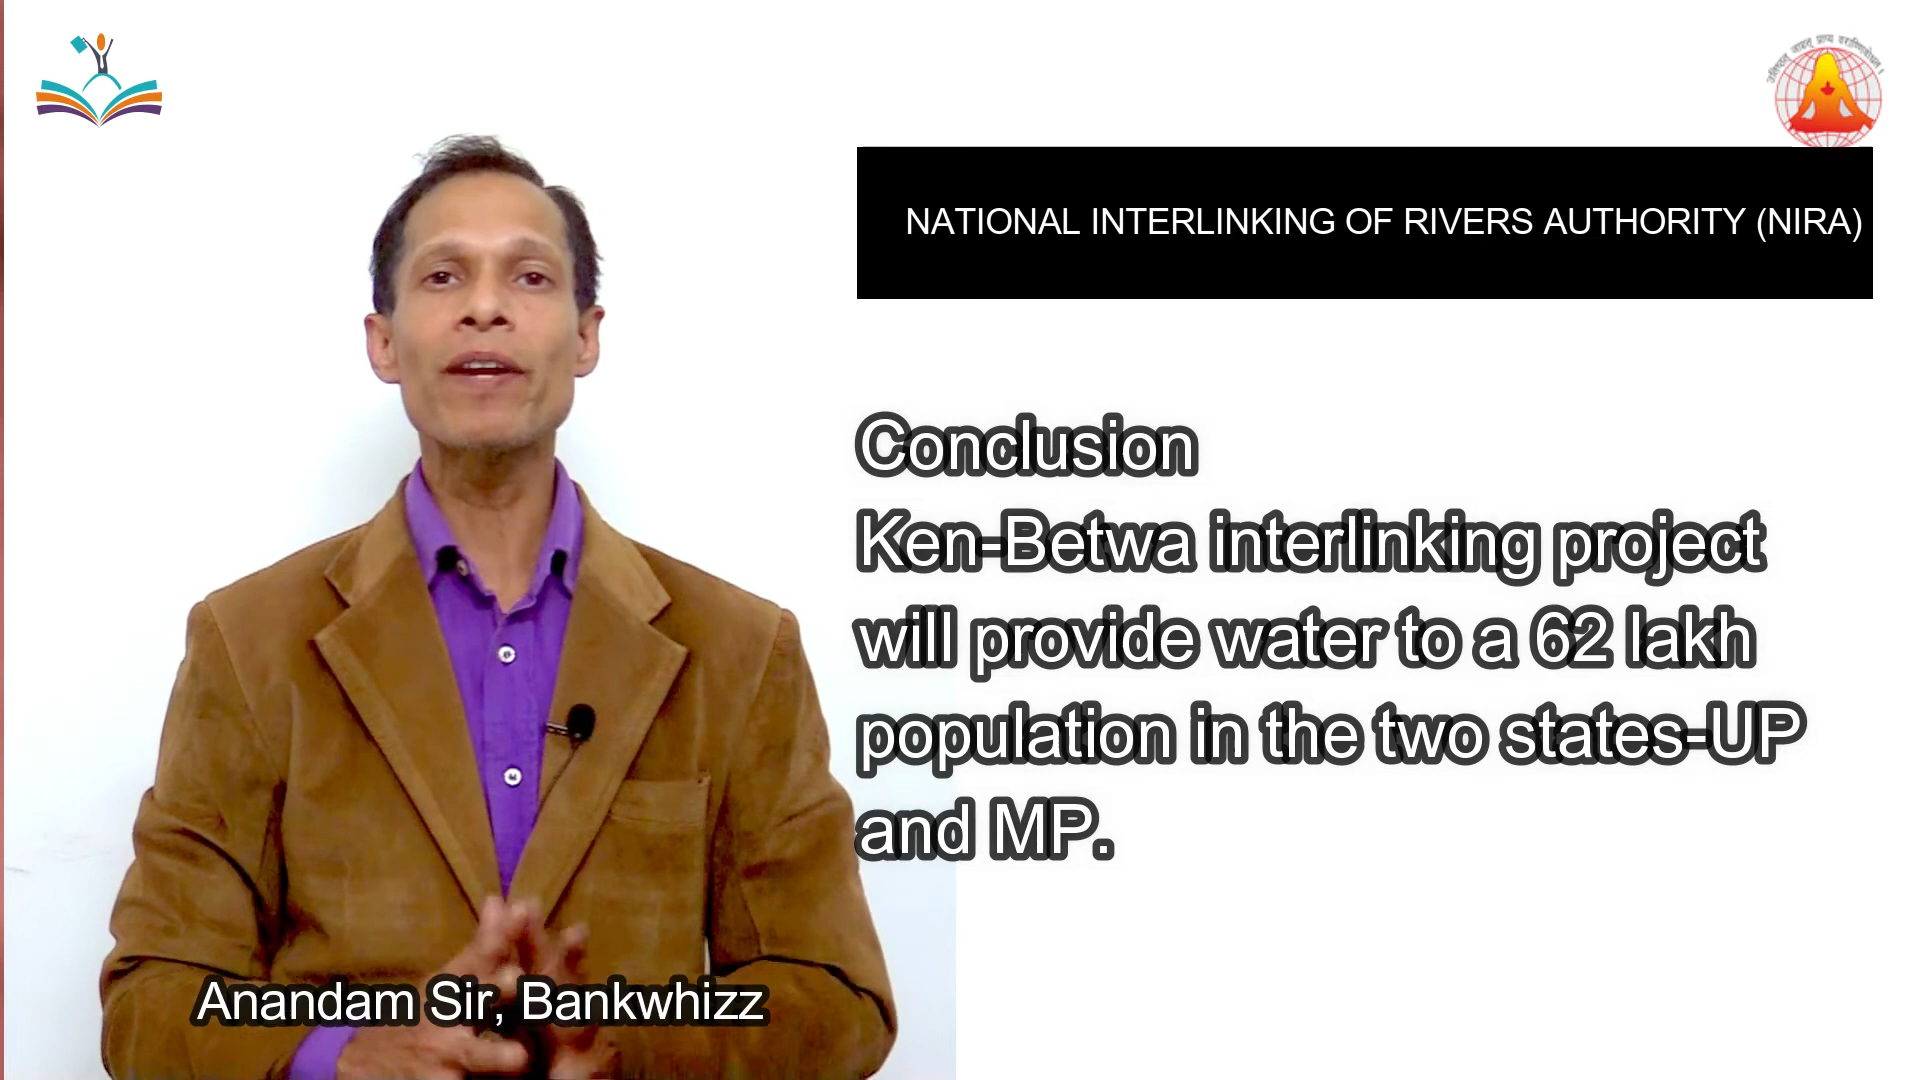 NATIONAL INTERLINKING OF RIVERS AUTHORITY (NIRA)
Conclusion
Ken-Betwa interlinking project
will provide water to a 62 lakh
population in the two states-UP
and MP.
Anandam Sir, Bankwhizz